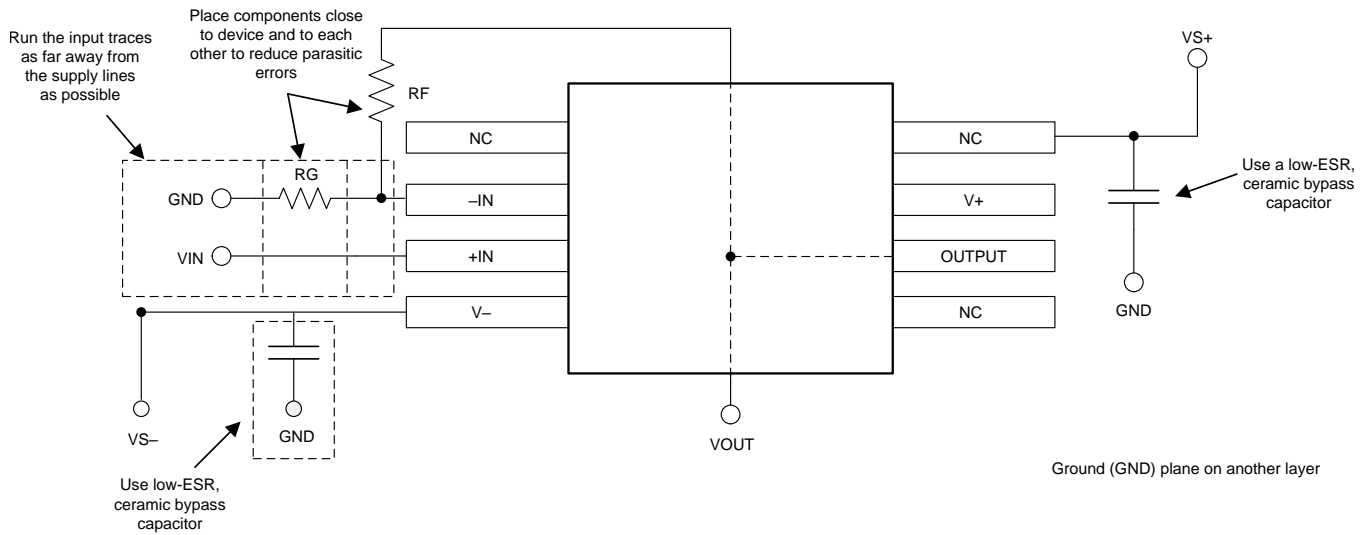 Run the input traces
as far away from
the supply lines
as possible
Place components close
to device and to each
other to reduce parasitic
errors
RF
VS+
NC
NC
Use a low-ESR,
ceramic bypass
capacitor
RG
GND
–IN
V+
VIN
+IN
OUTPUT
GND
V–
NC
VS–
GND
VOUT
Use low-ESR,
ceramic bypass
capacitor
Ground (GND) plane on another layer